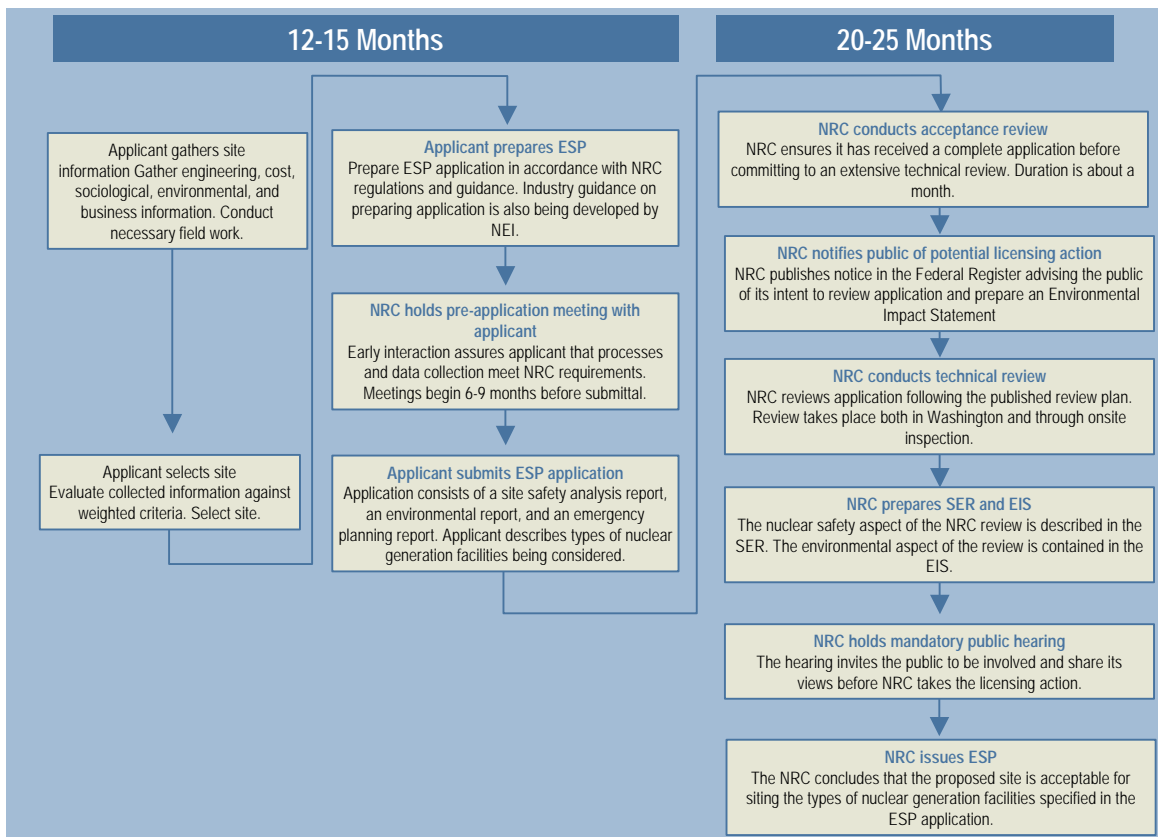 12-15 Months
Applicant gathers site
information Gather engineering, cost,
sociological, environmental, and
business information. Conduct
necessary field work.
Applicant selects site
Evaluate collected information against
weighted criteria. Select site.
Applicant prepares ESP
Prepare ESP application in accordance with NRC
regulations and guidance. Industry guidance on
preparing application is also being developed by
NEI.
NRC holds pre-application meeting with
applicant
Early interaction assures applicant that processes
and data collection meet NRC requirements.
Meetings begin 6-9 months before submittal.
Applicant submits ESP application
Application consists of a site safety analysis report,
an environmental report, and an emergency
planning report. Applicant describes types of nuclear
generation facilities being considered.
20-25 Months
NRC conducts acceptance review
NRC ensures it has received a complete application before
committing to an extensive technical review. Duration is about a
month.
NRC notifies public of potential licensing action
NRC publishes notice in the Federal Register advising the public
of its intent to review application and prepare an Environmental
Impact Statement
NRC conducts technical review
NRC reviews application following the published review plan.
Review takes place both in Washington and through onsite
inspection.
NRC prepares SER and EIS
The nuclear safety aspect of the NRC review is described in the
SER. The environmental aspect of the review is contained in the
EIS.
NRC holds mandatory public hearing
The hearing invites the public to be involved and share its
views before NRC takes the licensing action.
NRC issues ESP
The NRC concludes that the proposed site is acceptable for
siting the types of nuclear generation facilities specified in the
ESP application.